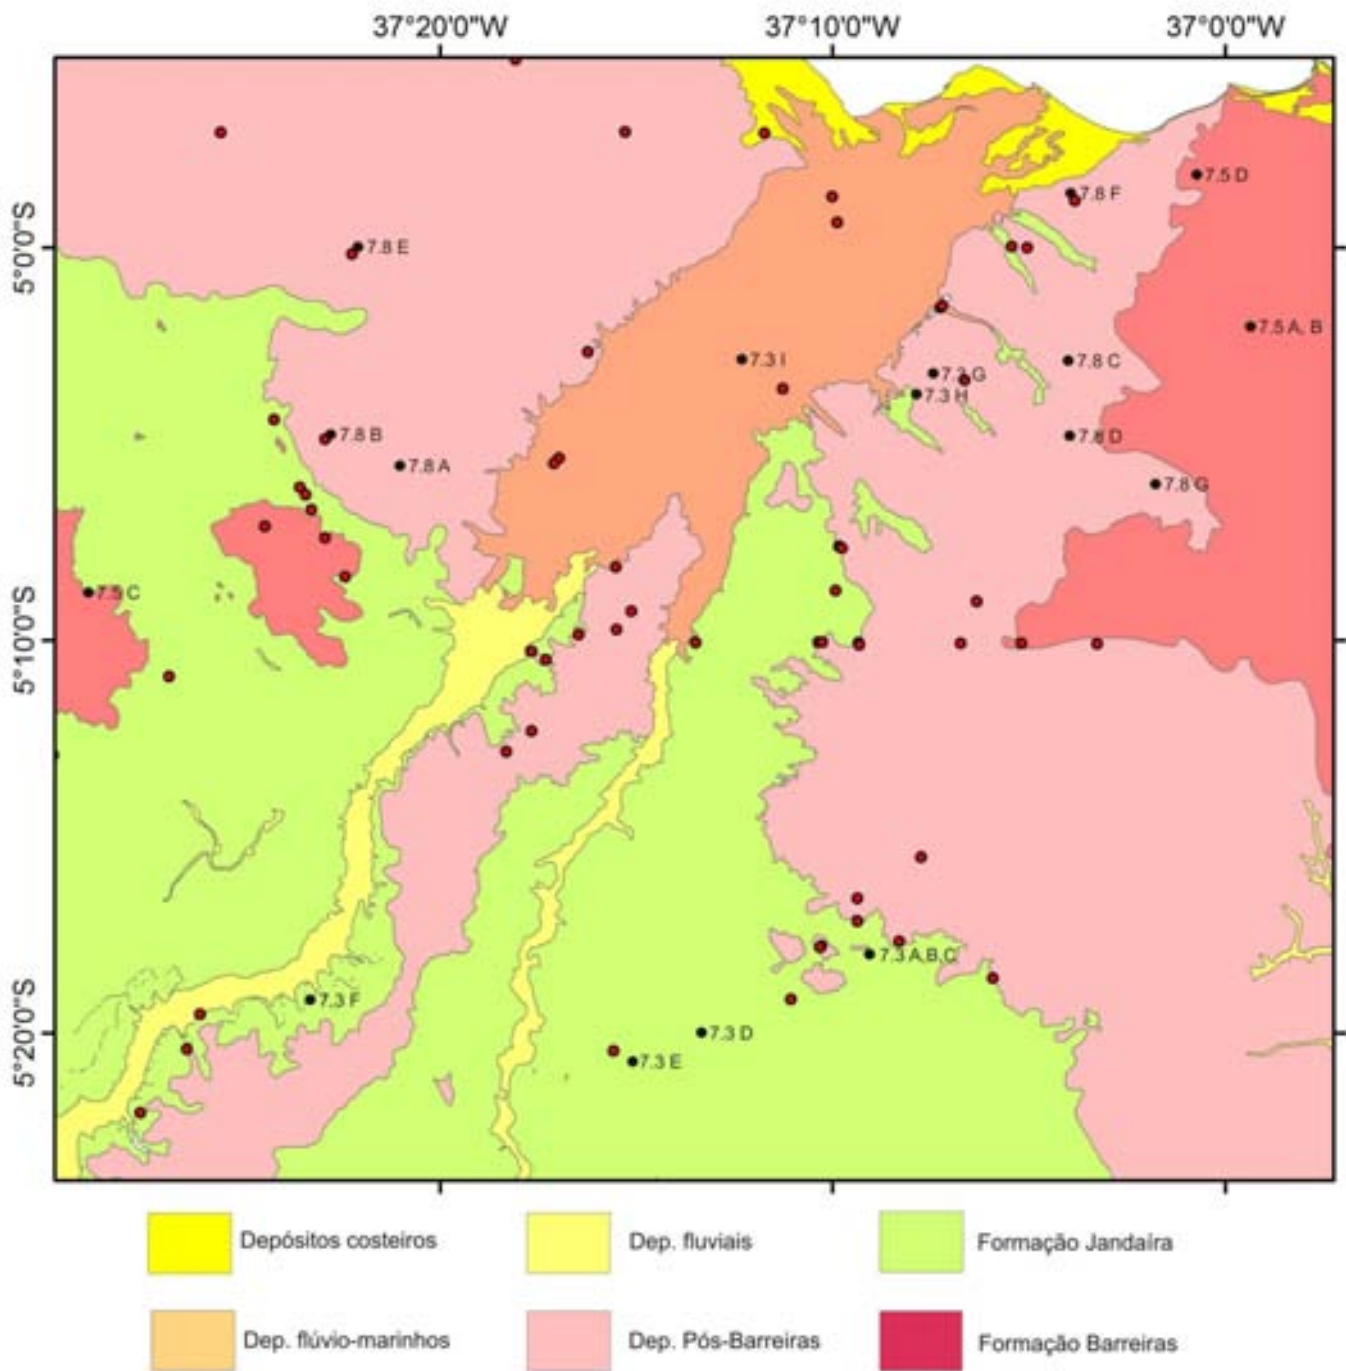 37°20'0"W 37°10'0"W 37°0'0"W
7.5 D
7.8 F
5°0'0"S
7.8 E
7.5 A, B
7.3 I
7.8 C
7.3 G
7.3 H
7.8 B
7.8 D
7.8 A
7.8 G
7.5 C
5°10'0"S
7.3 A,B,C
7.3 F
5°20'0"S
7.3 D
7.3 E
Depósitos costeiros
Dep. fluviais
Formação Jandaíra
Dep. flúvio-marinhos
Dep. Pós-Barreiras
Formação Barreiras